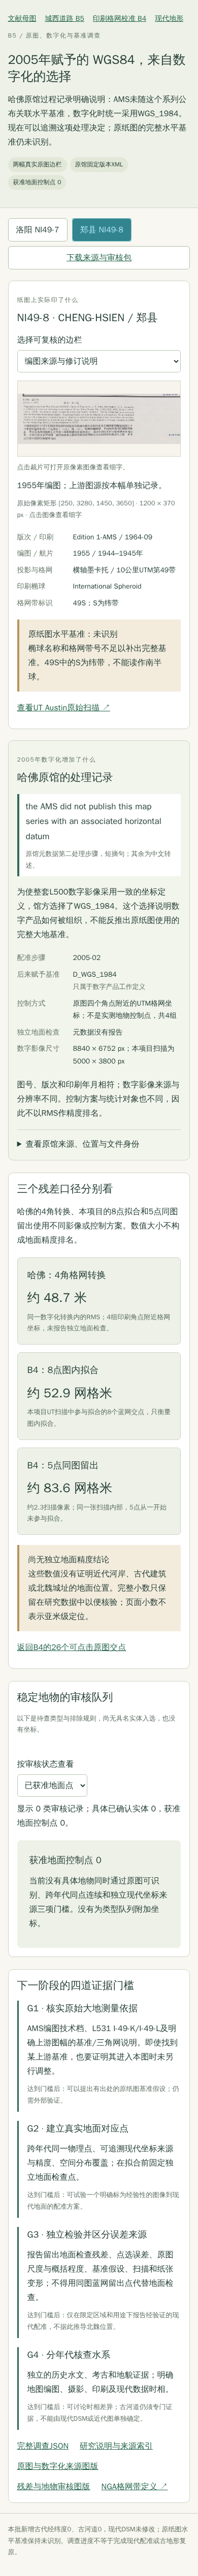 文献母图 城西道路 B5 印刷格网校准 B4 现代地形
B5 / 原图、数字化与基准调查
2005年赋予的 WGS84，来自数
字化的选择
哈佛原馆过程记录明确说明：AMS未随这个系列公
布关联水平基准，数字化时统一采用WGS_1984。
现在可以追溯这项处理决定；原纸图的完整水平基
准仍未识别。
两幅真实原图边栏 原馆固定版本XML
获准地面控制点 0
洛阳 NI49-7 郑县 NI49-8
下载来源与审核包
纸图上实际印了什么
NI49-8 · CHENG-HSIEN / 郑县
选择可复核的边栏
编图来源与修订说明
点击裁片可打开原像素图像查看细字。
1955年编图；上游图源按本幅单独记录。
原始像素矩形 [250, 3280, 1450, 3650] · 1200 × 370
px · 点击图像查看细字
版次 / 印刷 Edition 1-AMS / 1964-09
编图 / 航片 1955 / 1944–1945年
投影与格网 横轴墨卡托 / 10公里UTM第49带
印刷椭球 International Spheroid
格网带标识 49S；S为纬带
原纸图水平基准：未识别
椭球名称和格网带号不足以补出完整基
准。49S中的S为纬带，不能读作南半
球。
查看UT Austin原始扫描 ↗
2005年数字化增加了什么
哈佛原馆的处理记录
the AMS did not publish this map
series with an associated horizontal
datum
原馆元数据第二处理步骤，短摘句；其余为中文转
述。
为使整套L500数字影像采用一致的坐标定
义，馆方选择了WGS_1984。这个选择说明数
字产品如何被组织，不能反推出原纸图使用的
完整大地基准。
配准步骤 2005-02
后来赋予基准 D_WGS_1984
只属于数字产品工作定义
控制方式 原图四个角点附近的UTM格网坐
标；不是实测地物控制点，共4组
独立地面检查 元数据没有报告
数字影像尺寸 8840 × 6752 px；本项目扫描为
5000 × 3800 px
图号、版次和印刷年月相符；数字影像来源与
分辨率不同。控制方案与统计对象也不同，因
此不以RMS作精度排名。
▶ 查看原馆来源、位置与文件身份
三个残差口径分别看
哈佛的4角转换、本项目的8点拟合和5点同图
留出使用不同影像或控制方案。数值大小不构
成地面精度排名。
哈佛：4角格网转换
约 48.7 米
同一数字化转换内的RMS；4组印刷角点附近格网
坐标，未报告独立地面检查。
B4：8点图内拟合
约 52.9 网格米
本项目UT扫描中参与拟合的8个蓝网交点，只衡量
图内拟合。
B4：5点同图留出
约 83.6 网格米
约2.3扫描像素；同一张扫描内部，5点从一开始
未参与拟合。
尚无独立地面精度结论
这些数值没有证明近代河岸、古代建筑
或北魏城址的地面位置。完整小数只保
留在研究数据中以便核验；页面小数不
表示亚米级定位。
返回B4的26个可点击原图交点
稳定地物的审核队列
以下是待查类型与排除规则，尚无具名实体入选，也没
有坐标。
按审核状态查看
已获准地面点
显示 0 类审核记录；具体已确认实体 0，获准
地面控制点 0。
获准地面控制点 0
当前没有具体地物同时通过原图可识
别、跨年代同点连续和独立现代坐标来
源三项门槛。没有为类型队列附加坐
标。
下一阶段的四道证据门槛
G1 · 核实原始大地测量依据
AMS编图技术档、L531 I-49-K/I-49-L及明
确上游图幅的基准/三角网说明。即使找到
某上游基准，也要证明其进入本图时未另
行调整。
达到门槛后：可以提出有出处的原纸图基准假设；仍
需外部验证。
G2 · 建立真实地面对应点
跨年代同一物理点、可追溯现代坐标来源
与精度、空间分布覆盖；在拟合前固定独
立地面检查点。
达到门槛后：可试验一个明确标为经验性的图像到现
代地面的配准方案。
G3 · 独立检验并区分误差来源
报告留出地面检查残差、点选误差、原图
尺度与概括程度、基准假设、扫描和纸张
变形；不得用同图蓝网留出点代替地面检
查。
达到门槛后：仅在限定区域和用途下报告经验证的现
代配准，不据此推导北魏位置。
G4 · 分年代核查水系
独立的历史水文、考古和地貌证据；明确
地图编图、摄影、印刷及现代数据时相。
达到门槛后：可讨论时相差异；古河道仍须专门证
据，不能由现代DSM或近代图单独确定。
完整调查JSON 研究说明与来源索引
原图与数字化来源图版
残差与地物审核图版 NGA格网带定义 ↗
本批新增古代经纬度 0、古河道0，现代DSM未修改；原纸图水
平基准保持未识别。调查进度不等于完成现代配准或古地形复
原。